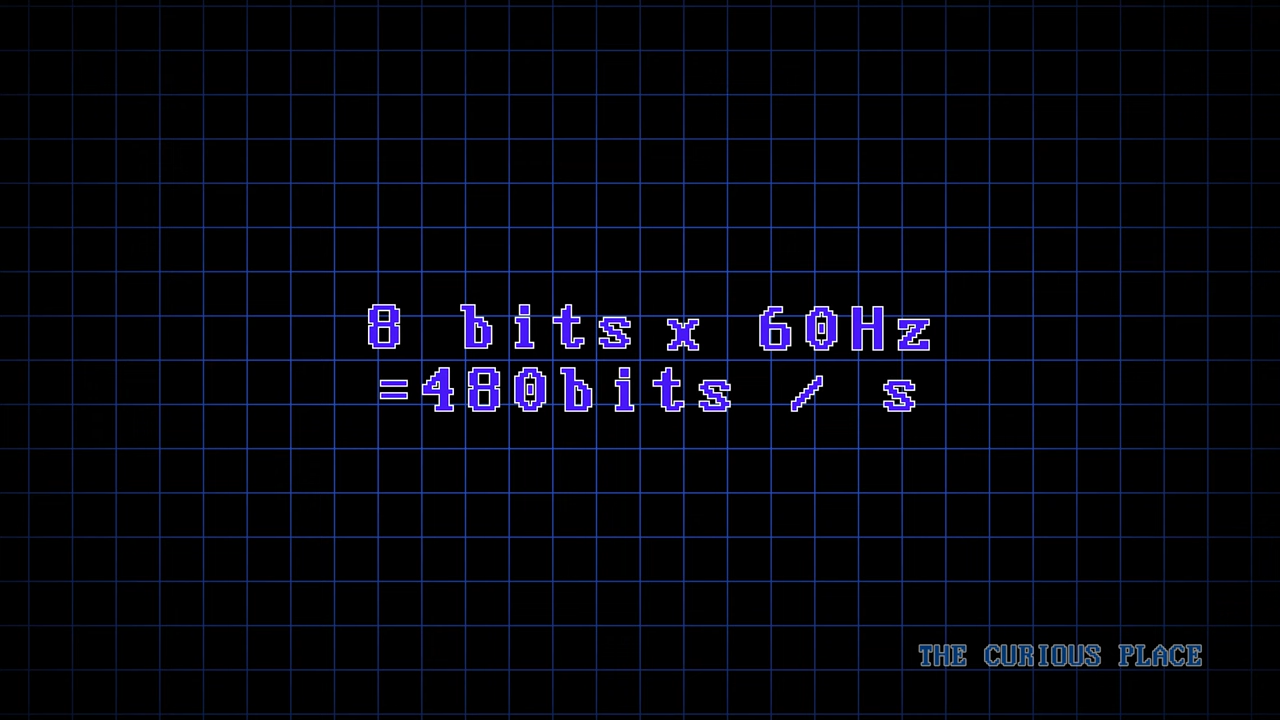 8 bits x 60Hz
=480bits / s
THE CURIOUS PLACE